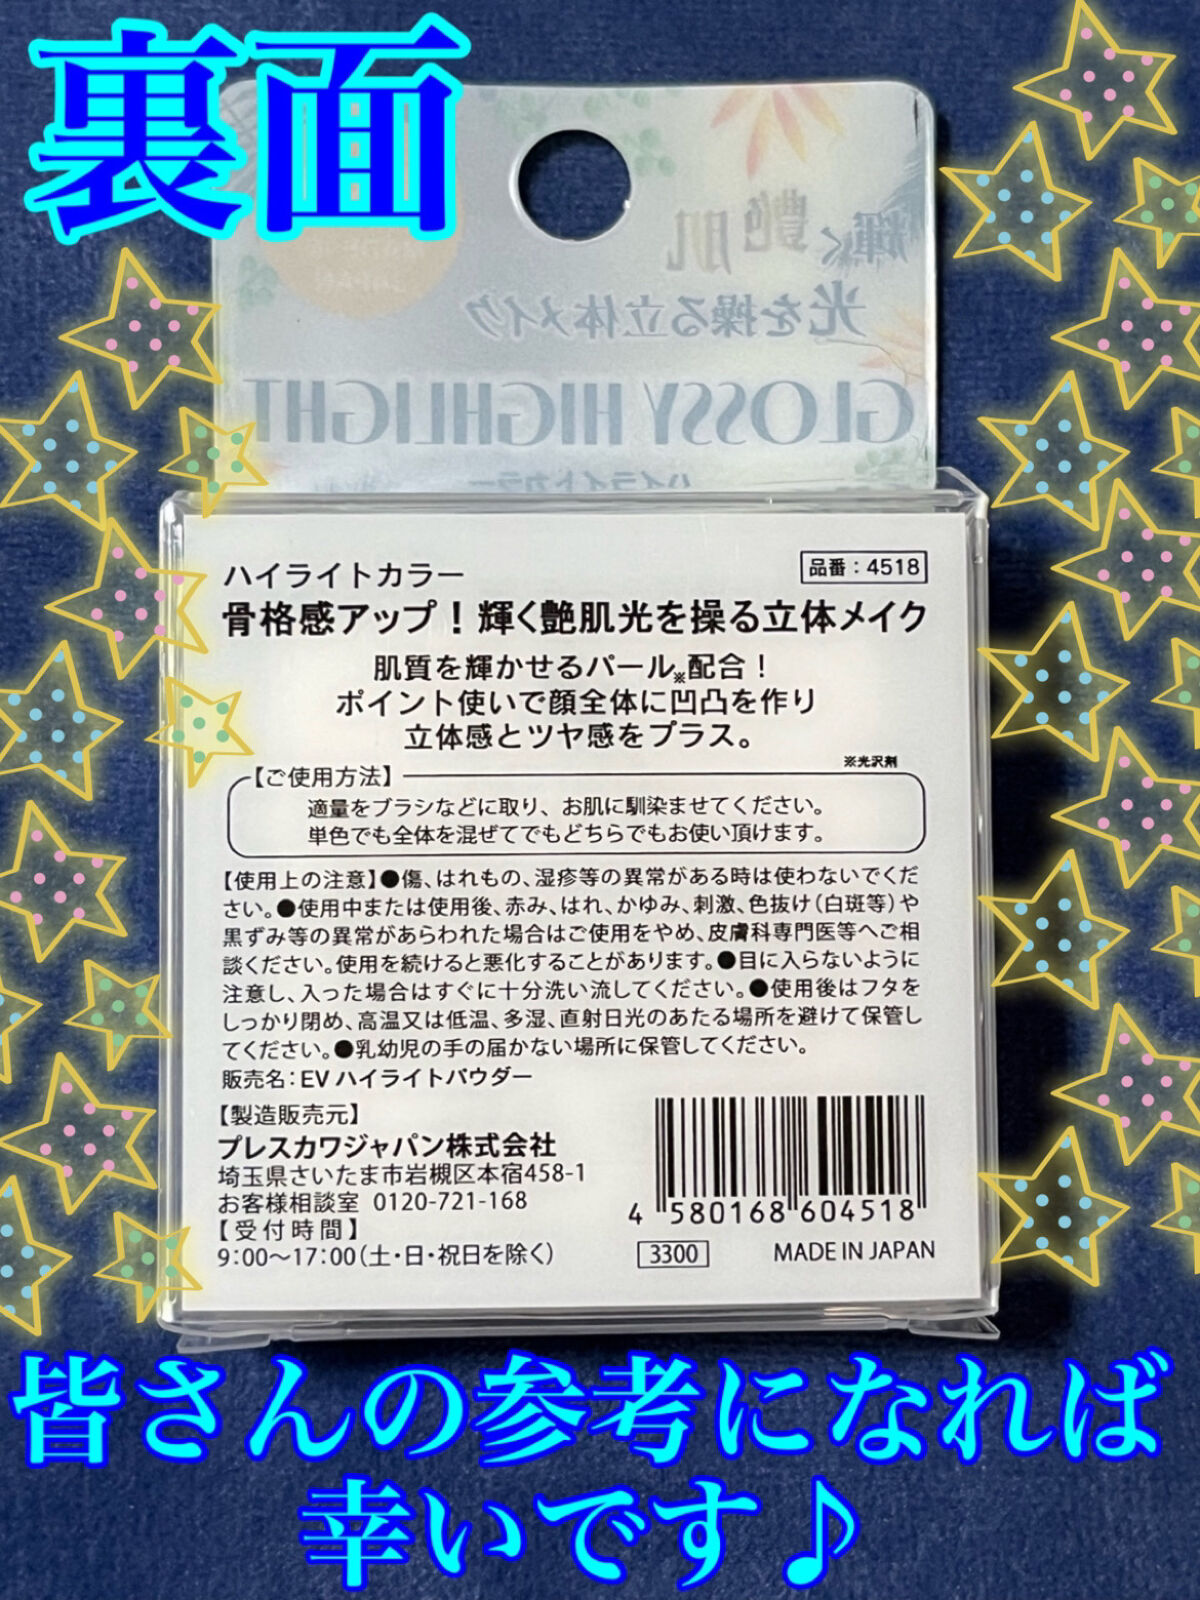 裏面
輝く艶肌
光を操る立体メイク
GLOSSY HIGHLIGHT
ハイライトカラー
ハイライトカラー
品番：4518
骨格感アップ！輝く艶肌光を操る立体メイク
肌質を輝かせるパール※配合！
ポイント使いで顔全体に凹凸を作り
立体感とツヤ感をプラス。
※光沢剤
【ご使用方法】
適量をブラシなどに取り、お肌に馴染ませてください。
単色でも全体を混ぜてでもどちらでもお使い頂けます。
【使用上の注意】●傷、はれもの、湿疹等の異常がある時は使わないでくだ
さい。●使用中または使用後、赤み、はれ、かゆみ、刺激、色抜け（白斑等）や
黒ずみ等の異常があらわれた場合はご使用をやめ、皮膚科専門医等へご相
談ください。使用を続けると悪化することがあります。●目に入らないように
注意し、入った場合はすぐに十分洗い流してください。●使用後はフタを
しっかり閉め、高温又は低温、多湿、直射日光のあたる場所を避けて保管し
てください。●乳幼児の手の届かない場所に保管してください。
販売名：EV ハイライトパウダー
【製造販売元】
プレスカワジャパン株式会社
埼玉県さいたま市岩槻区本宿458-1
お客様相談室 0120-721-168
【受付時間】
9：00〜17：00（土・日・祝日を除く）
4 580168 604518
3300
MADE IN JAPAN
皆さんの参考になれば
幸いです♪